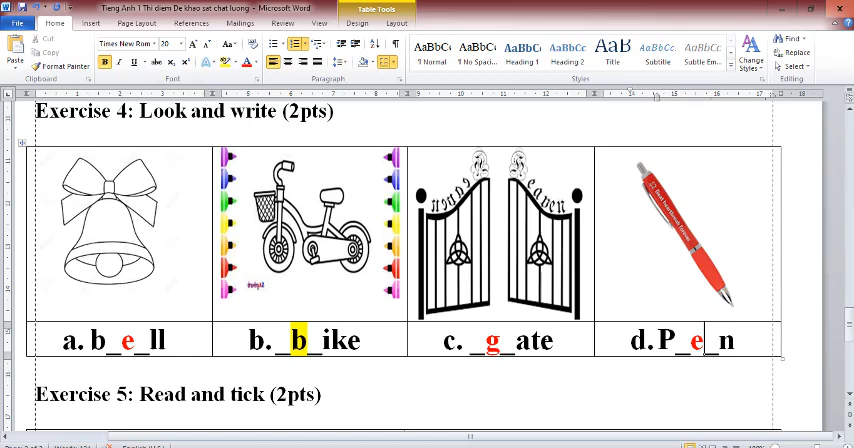 Tieng Anh 1 Thi diem De khao sat chat luong - Microsoft Word
Table Tools
File Home Insert Page Layout References Mailings Review View Design Layout
Cut
Copy
Format Painter
Paste
Clipboard
Times New Rom 20
Font
Paragraph
AaBbCc AaBbCc AaBbC AaBbCc AaB AaBbCc AaBbCc
¶ Normal ¶ No Spaci... Heading 1 Heading 2 Title Subtitle Subtle Em...
Styles
Change Styles
Find
Replace
Select
Editing
Exercise 4: Look and write (2pts)
Heaven Heaven
a. b_e_ll b. _b_ike c. _g_ate d. P_e_n
Exercise 5: Read and tick (2pts)